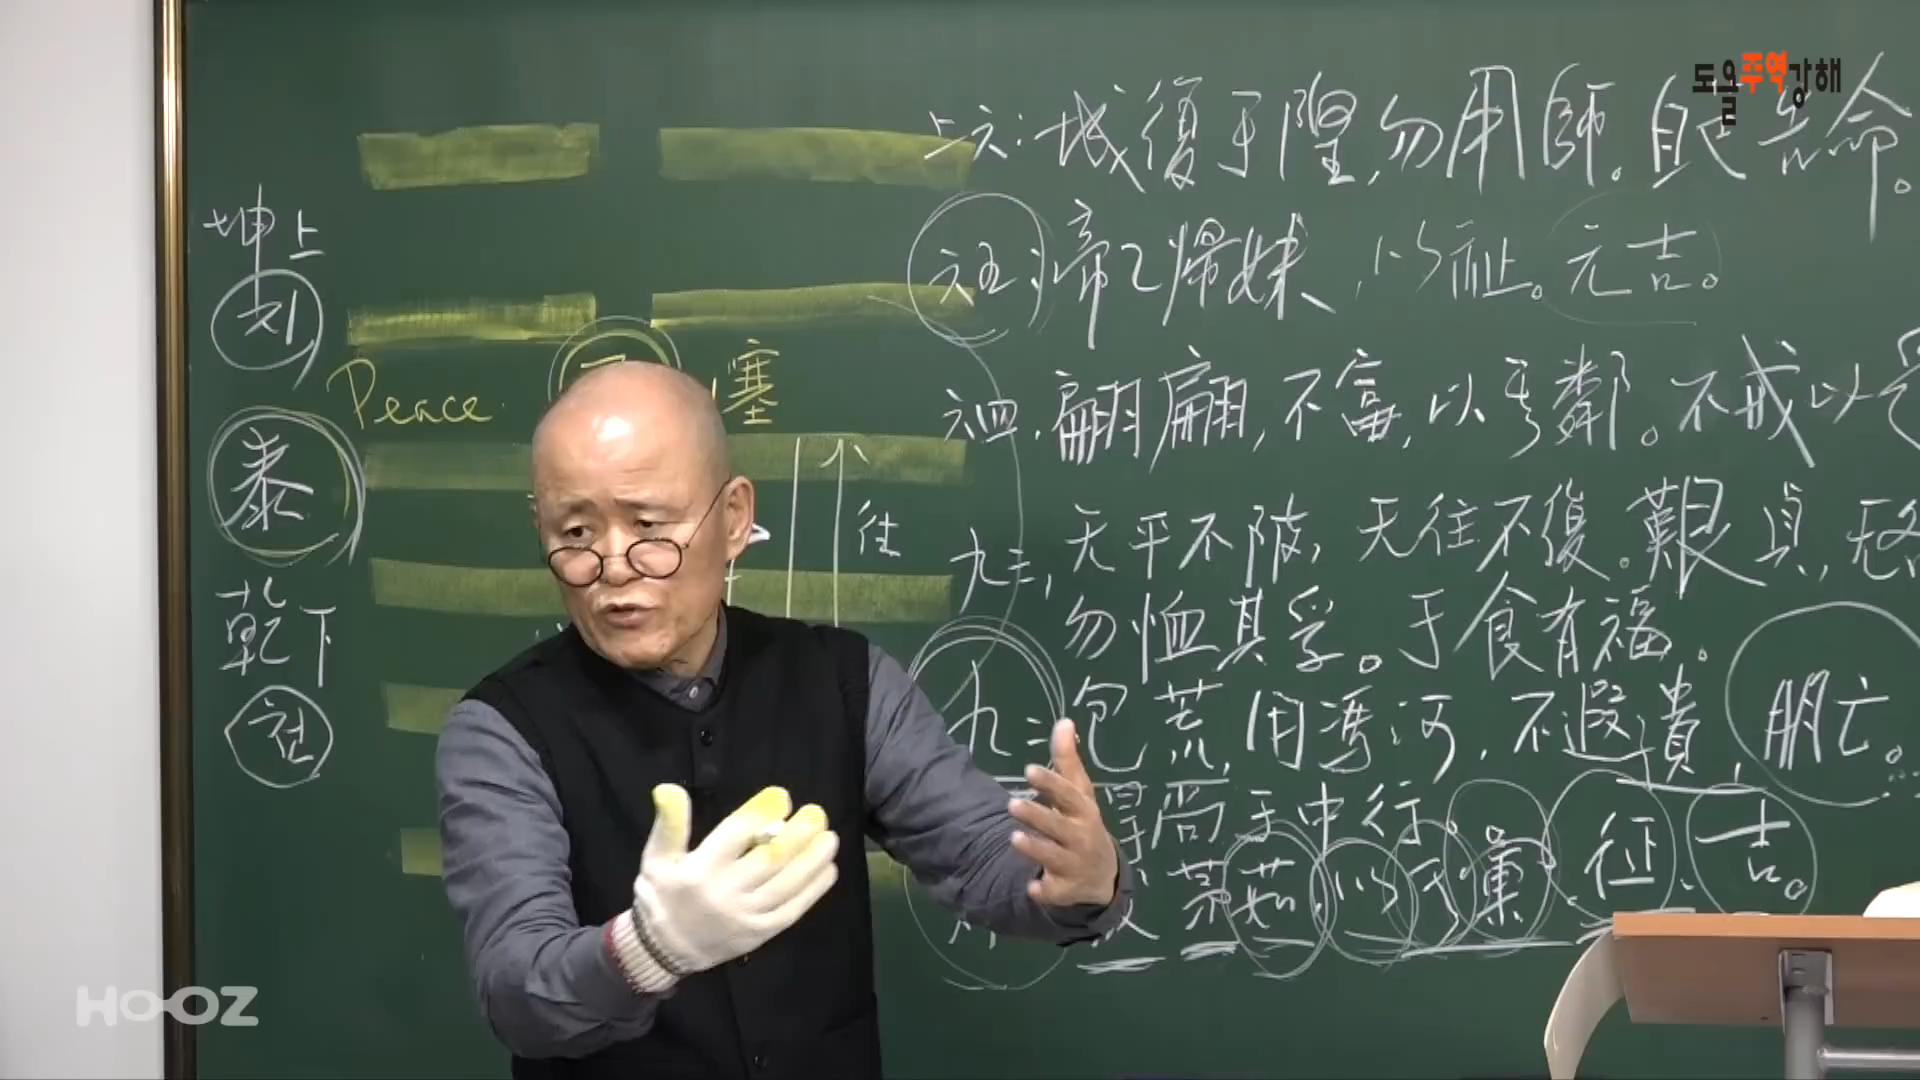 도올주역강해
上六:城復于隍,勿用師。自邑告命。
六五:帝乙帰妹,以祉。元吉。
六四.翩翩,不富,以其鄰。不戒以
九三,无平不陂,无往不復。艱貞,无咎
勿恤其孚。于食有福。
九二:包荒,用馮河,不遐遺,朋亡。
得尚于中行。
茅茹,以其彙.征,吉。
坤上
Peace.
塞
泰
往
乾下
HOOZ